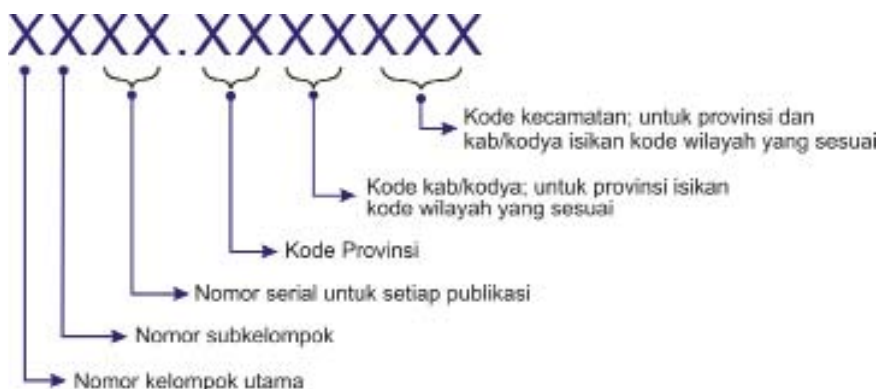 XXXX.XXXXXXX
Kode kecamatan; untuk provinsi dan
kab/kodya isikan kode wilayah yang sesuai
Kode kab/kodya; untuk provinsi isikan
kode wilayah yang sesuai
Kode Provinsi
Nomor serial untuk setiap publikasi
Nomor subkelompok
Nomor kelompok utama